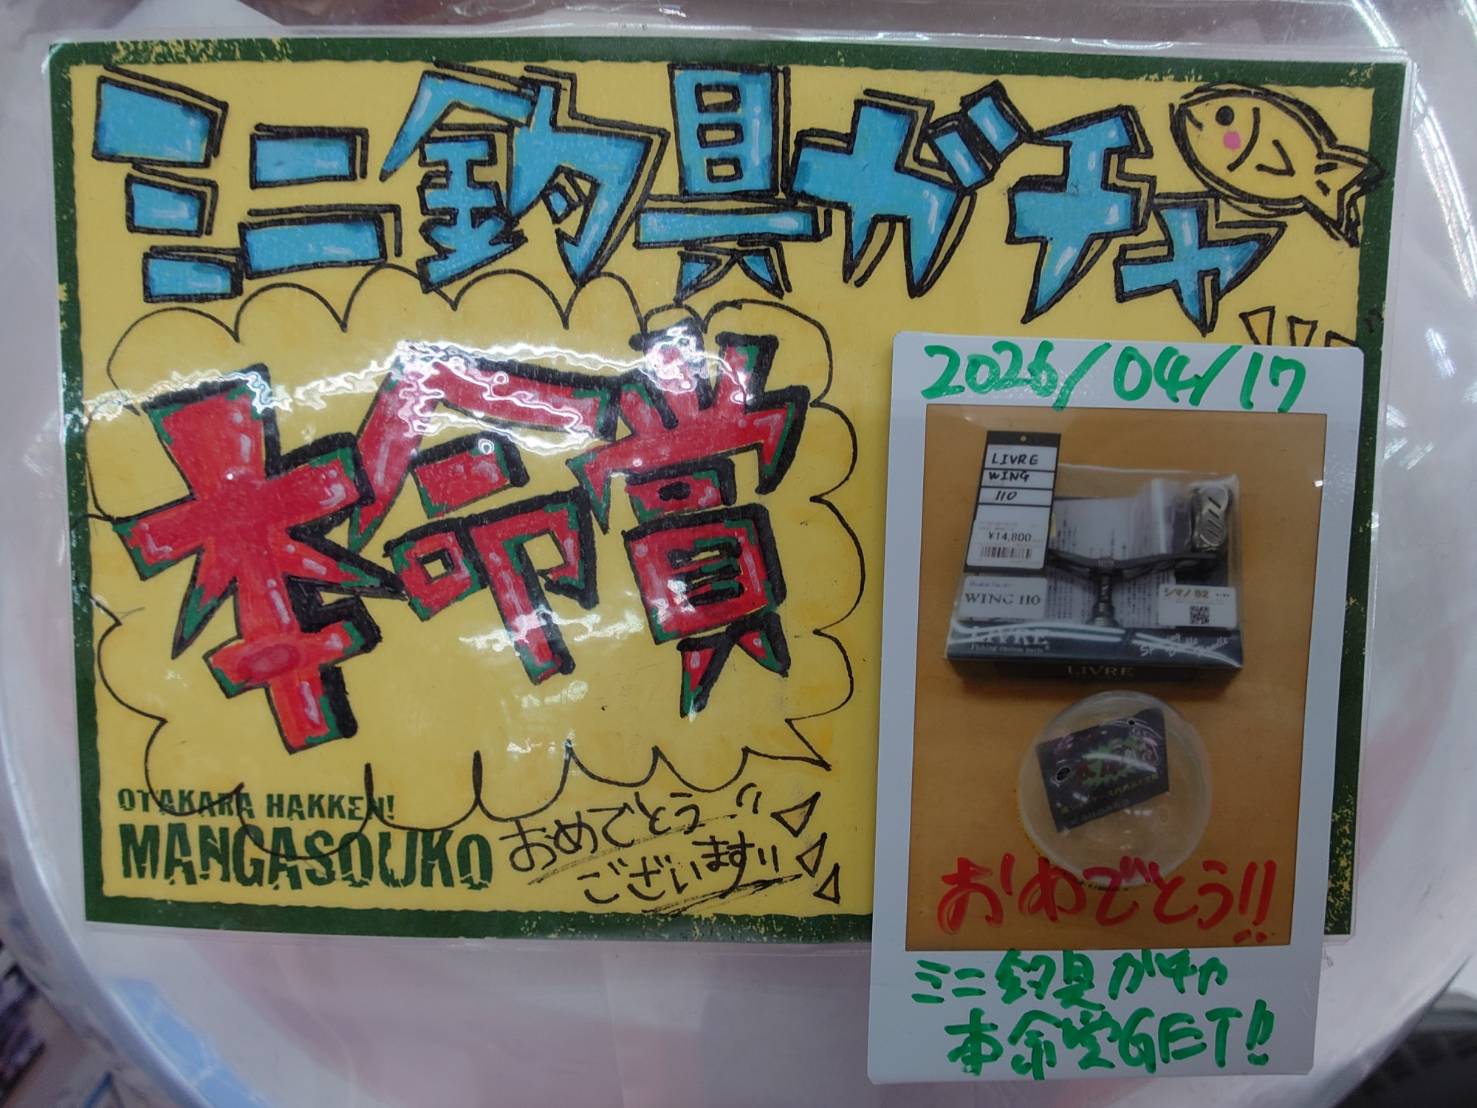 ミニ釣具ガチャ
本命賞
OTAKARA HAKKEN!
MANGASOUKO
おめでとう!!
ございます!!
2026/04/17
LIVRE
WING
110
¥14,800
WING 110
シマノ S2
LIVRE
LIVRE
おめでとう!!
ミニ釣具ガチャ
本命賞GET!!